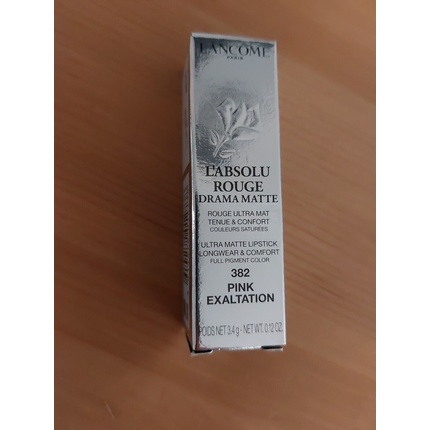 LANCÔME
PARIS
L'ABSOLU
ROUGE
DRAMA MATTE
ROUGE ULTRA MAT
TENUE & CONFORT
COULEURS SATURÉES
ULTRA MATTE LIPSTICK
LONGWEAR & COMFORT
FULL PIGMENT COLOR
382
PINK
EXALTATION
POIDS NET 3,4 g - NET WT. 0.12 OZ.